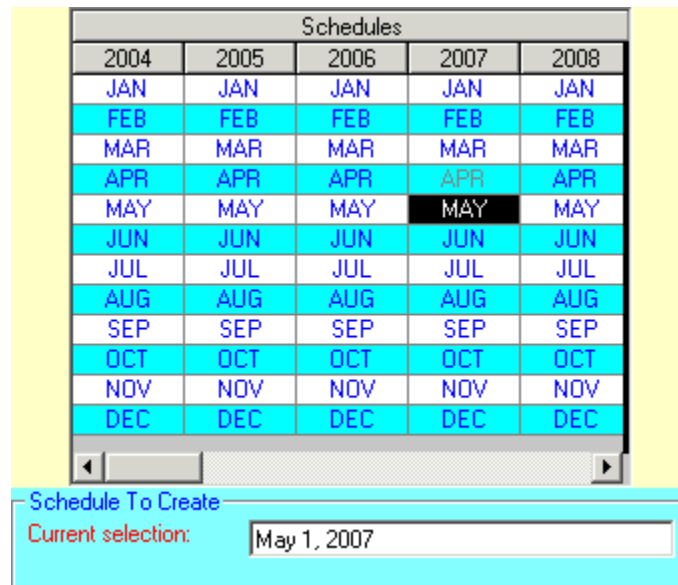 Schedules
2004 2005 2006 2007 2008
JAN JAN JAN JAN JAN
FEB FEB FEB FEB FEB
MAR MAR MAR MAR MAR
APR APR APR APR APR
MAY MAY MAY MAY MAY
JUN JUN JUN JUN JUN
JUL JUL JUL JUL JUL
AUG AUG AUG AUG AUG
SEP SEP SEP SEP SEP
OCT OCT OCT OCT OCT
NOV NOV NOV NOV NOV
DEC DEC DEC DEC DEC
Schedule To Create
Current selection: May 1, 2007